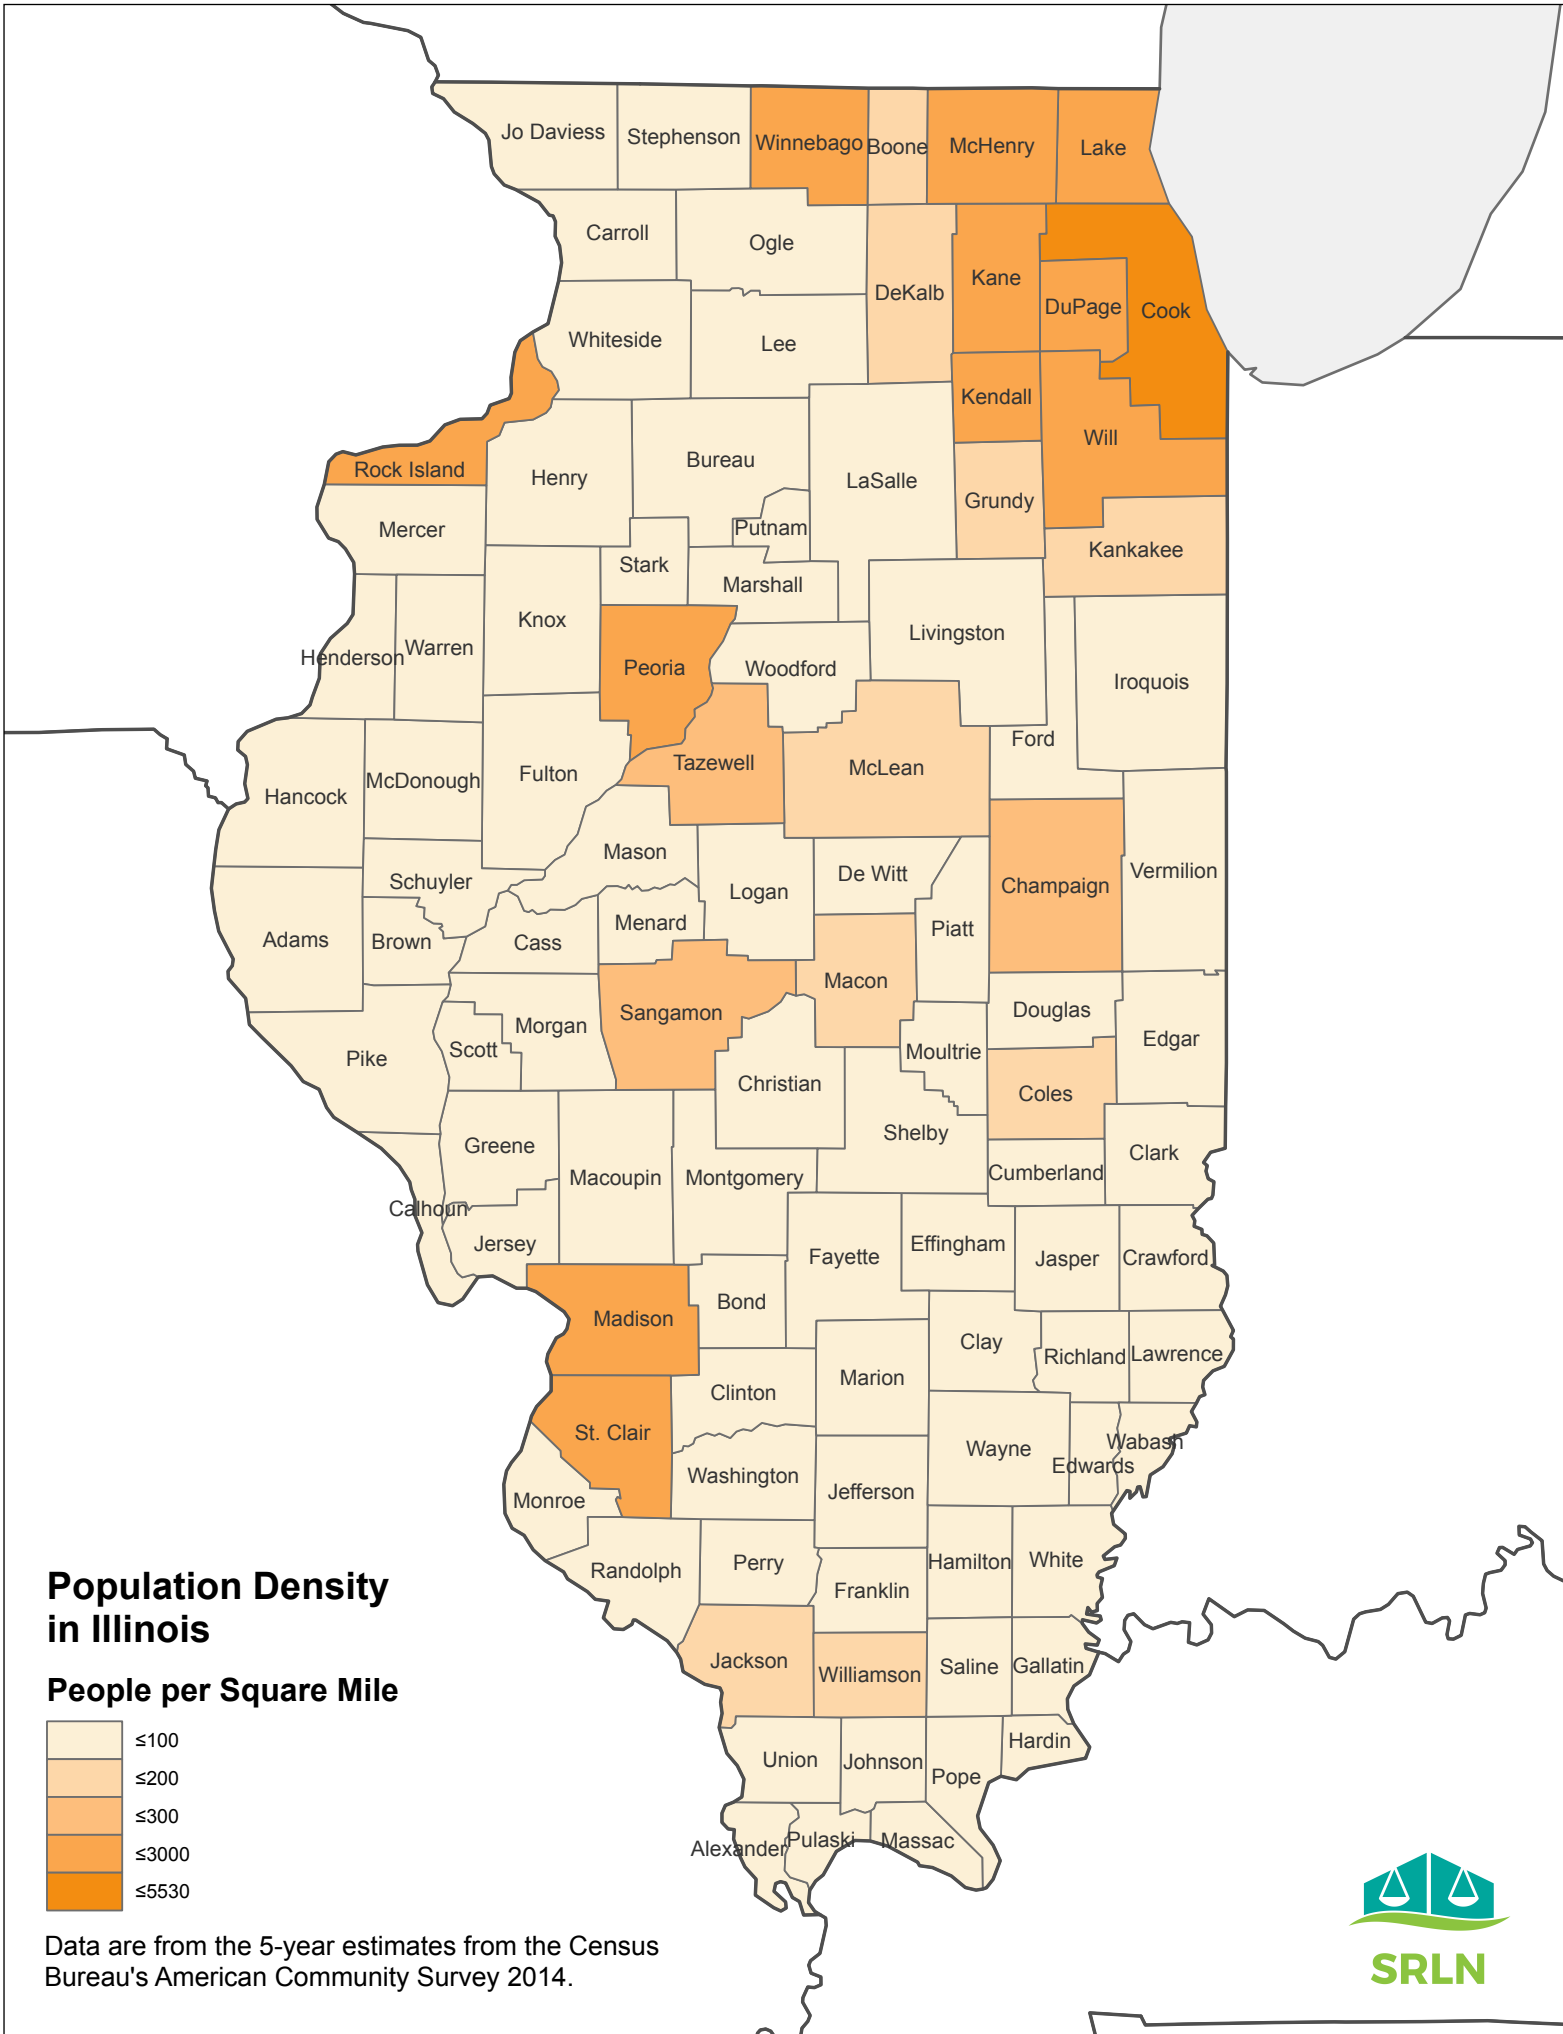 Jo Daviess
Stephenson
Winnebago
Boone
McHenry
Lake
Carroll
Ogle
DeKalb
Kane
DuPage
Cook
Whiteside
Lee
Kendall
Will
Rock Island
Henry
Bureau
LaSalle
Grundy
Mercer
Putnam
Kankakee
Stark
Marshall
Knox
Livingston
Henderson
Warren
Peoria
Woodford
Iroquois
Ford
Tazewell
McLean
Hancock
McDonough
Fulton
Mason
De Witt
Champaign
Vermilion
Schuyler
Logan
Adams
Brown
Cass
Menard
Piatt
Macon
Sangamon
Douglas
Morgan
Edgar
Pike
Scott
Moultrie
Christian
Coles
Greene
Shelby
Clark
Macoupin
Montgomery
Cumberland
Calhoun
Jersey
Fayette
Effingham
Jasper
Crawford
Madison
Bond
Clay
Richland
Lawrence
Clinton
Marion
St. Clair
Wayne
Wabash
Edwards
Washington
Jefferson
Monroe
Randolph
Perry
Hamilton
White
Franklin
Jackson
Williamson
Saline
Gallatin
Hardin
Union
Johnson
Pope
Alexander
Pulaski
Massac
Population Density
in Illinois
People per Square Mile
≤100
≤200
≤300
≤3000
≤5530
Data are from the 5-year estimates from the Census
Bureau's American Community Survey 2014.
SRLN